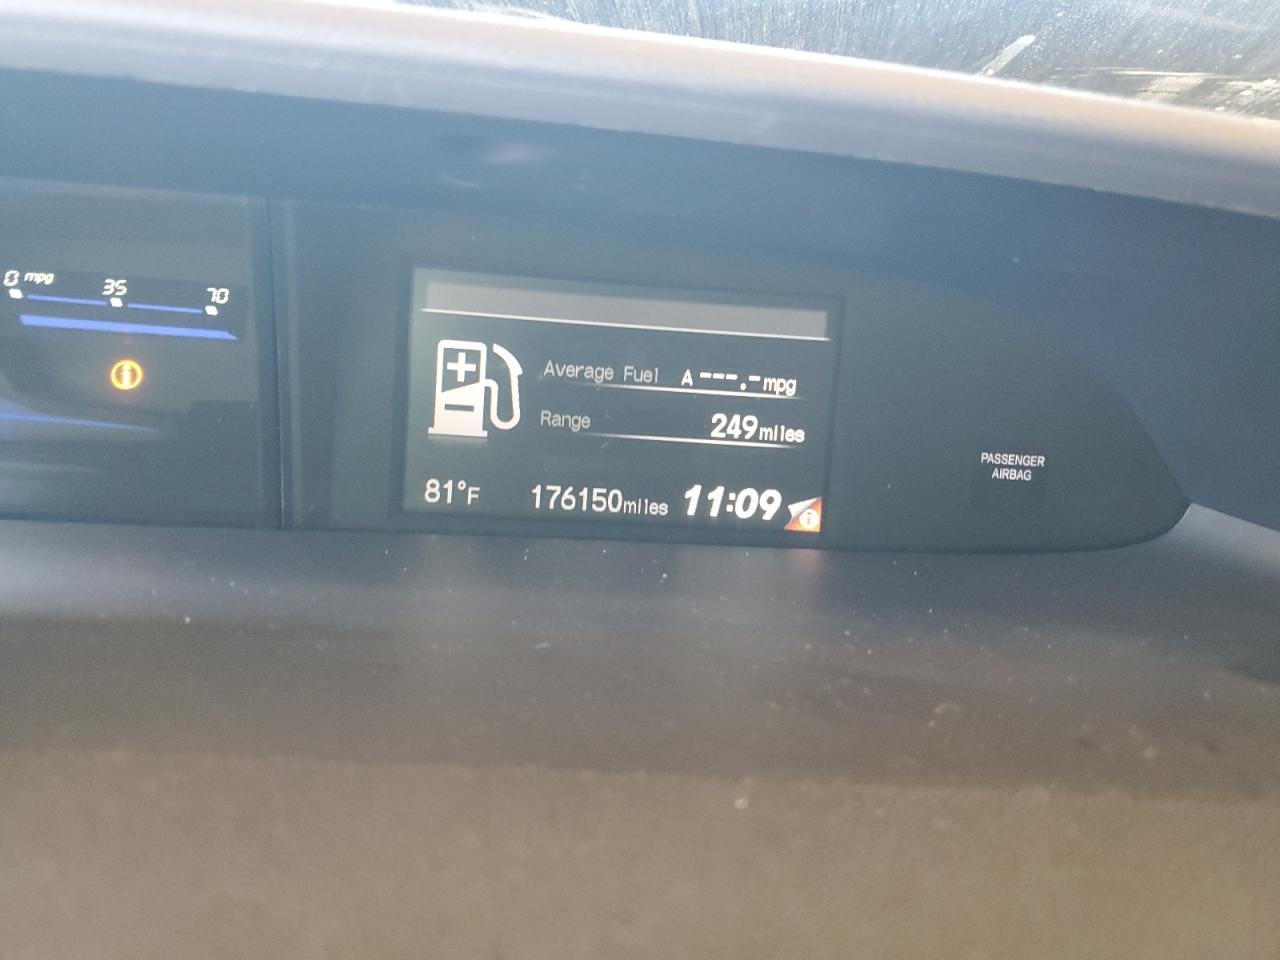 0 mpg 35 70
Average Fuel A ---.- mpg
Range 249 miles
81°F 176150 miles 11:09
PASSENGER
AIRBAG